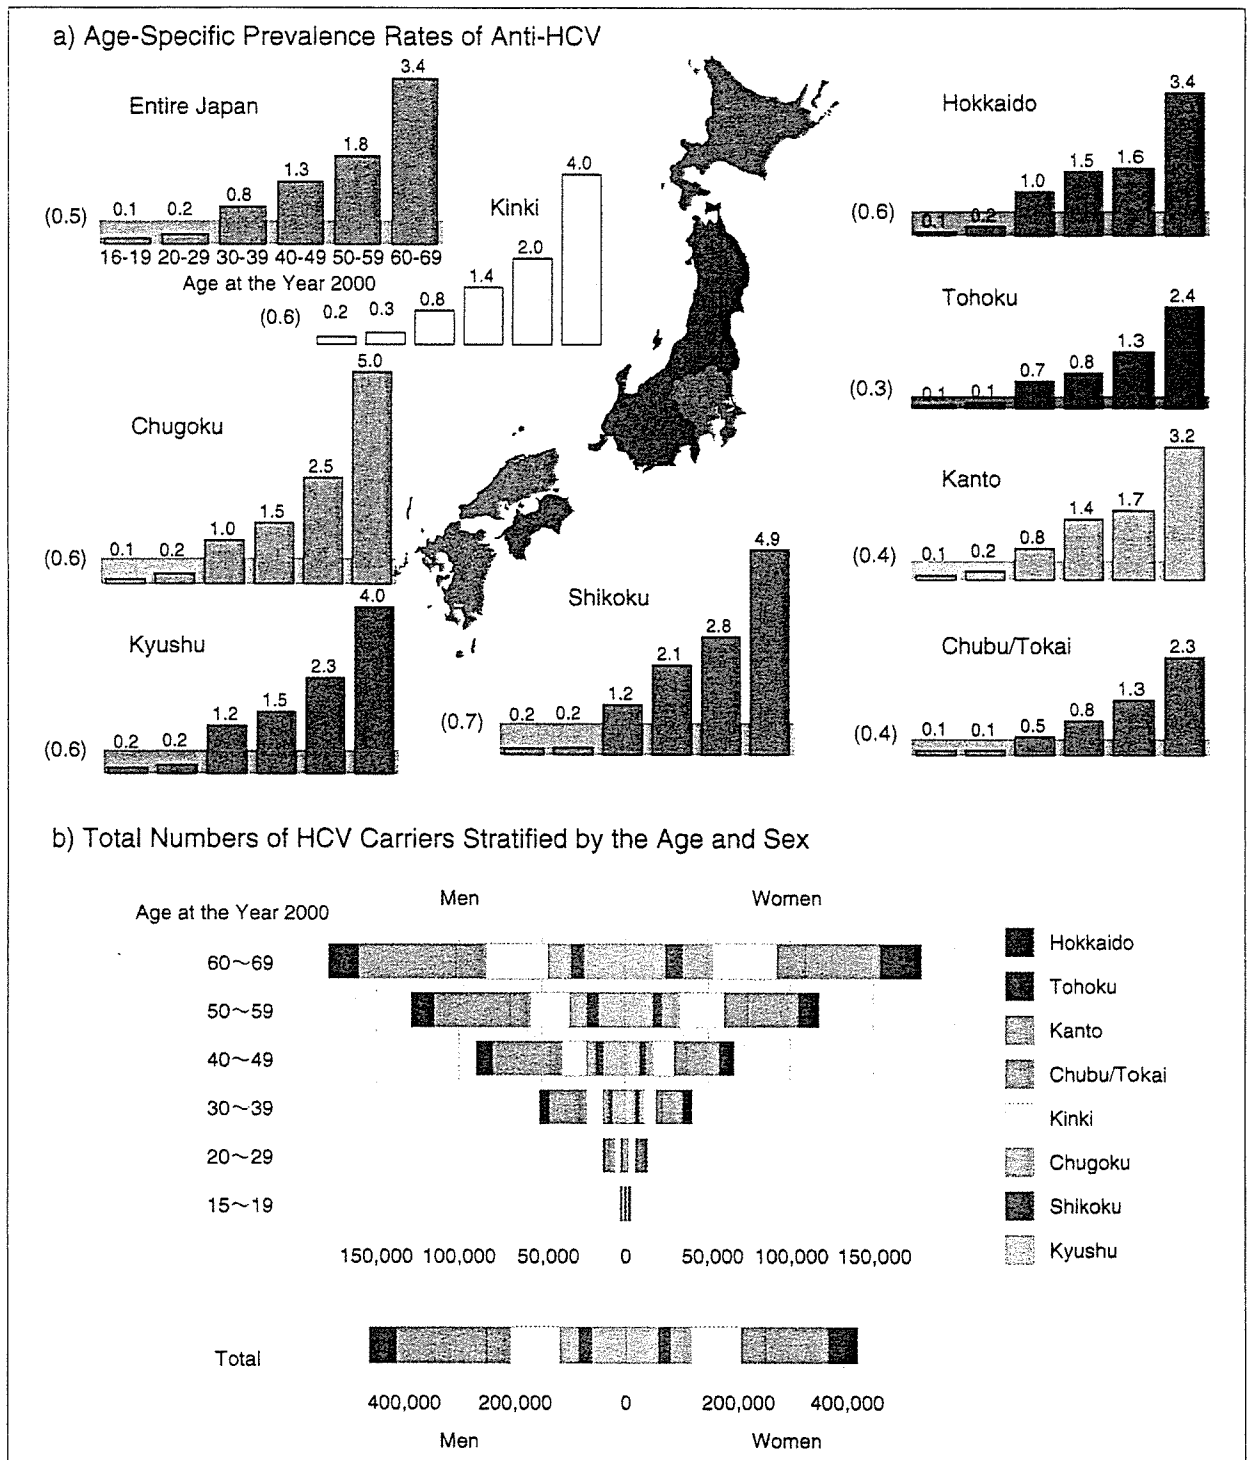 a) Age-Specific Prevalence Rates of Anti-HCV
Entire Japan
(0.5)
0.1 0.2 0.8 1.3 1.8 3.4
16-19 20-29 30-39 40-49 50-59 60-69
Age at the Year 2000
Kinki
(0.6)
0.2 0.3 0.8 1.4 2.0 4.0
Chugoku
(0.6)
0.1 0.2 1.0 1.5 2.5 5.0
Kyushu
(0.6)
0.2 0.2 1.2 1.5 2.3 4.0
Shikoku
(0.7)
0.2 0.2 1.2 2.1 2.8 4.9
Hokkaido
(0.6)
0.1 0.2 1.0 1.5 1.6 3.4
Tohoku
(0.3)
0.1 0.1 0.7 0.8 1.3 2.4
Kanto
(0.4)
0.1 0.2 0.8 1.4 1.7 3.2
Chubu/Tokai
(0.4)
0.1 0.1 0.5 0.8 1.3 2.3
b) Total Numbers of HCV Carriers Stratified by the Age and Sex
Men Women
Age at the Year 2000
60~69
50~59
40~49
30~39
20~29
15~19
150,000 100,000 50,000 0 50,000 100,000 150,000
Total
400,000 200,000 0 200,000 400,000
Men Women
Hokkaido
Tohoku
Kanto
Chubu/Tokai
Kinki
Chugoku
Shikoku
Kyushu